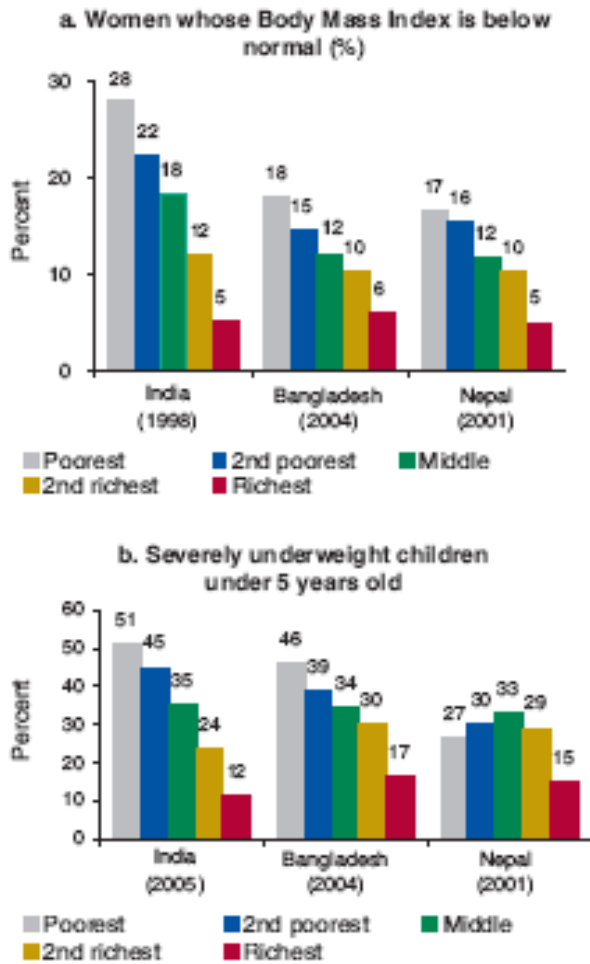 a. Women whose Body Mass Index is below
normal (%)
30
20
10
0
Percent
28
22
18
12
5
18
15
12
10
6
17
16
12
10
5
India
(1998)
Bangladesh
(2004)
Nepal
(2001)
Poorest
2nd poorest
Middle
2nd richest
Richest
b. Severely underweight children
under 5 years old
60
50
40
30
20
10
0
Percent
51
45
35
24
12
46
39
34
30
17
27
30
33
29
15
India
(2005)
Bangladesh
(2004)
Nepal
(2001)
Poorest
2nd poorest
Middle
2nd richest
Richest